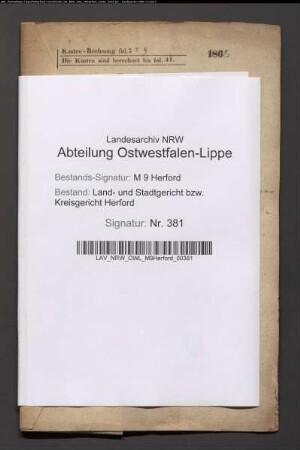 Kosten-Rechnung fol.
Die Kosten sind berechnet bis fol.
186
Landesarchiv NRW
Abteilung Ostwestfalen-Lippe
Bestands-Signatur: M 9 Herford
Bestand: Land- und Stadtgericht bzw.
Kreisgericht Herford
Signatur: Nr. 381
LAV_NRW_OWL_M9Herford_00381